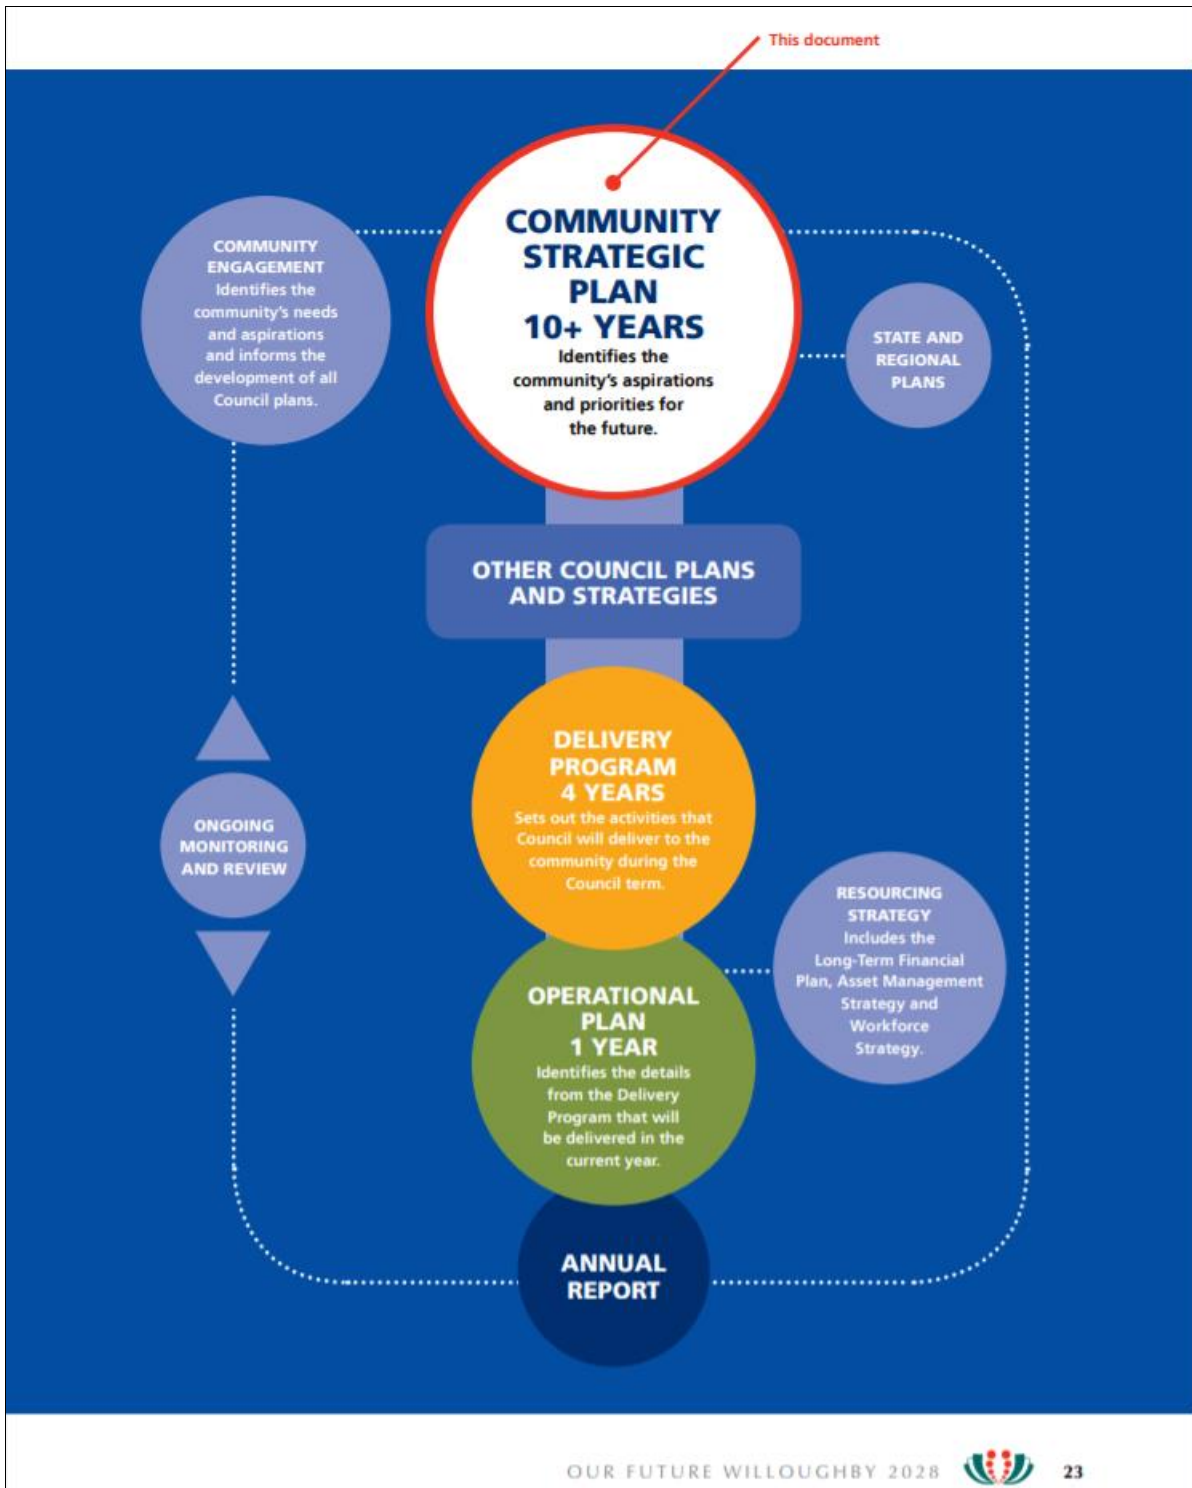 This document
COMMUNITY
STRATEGIC
PLAN
10+ YEARS
Identifies the
community's aspirations
and priorities for
the future.
COMMUNITY
ENGAGEMENT
Identifies the
community's needs
and aspirations
and informs the
development of all
Council plans.
STATE AND
REGIONAL
PLANS
OTHER COUNCIL PLANS
AND STRATEGIES
DELIVERY
PROGRAM
4 YEARS
Sets out the activities that
Council will deliver to the
community during the
Council term.
ONGOING
MONITORING
AND REVIEW
RESOURCING
STRATEGY
Includes the
Long-Term Financial
Plan, Asset Management
Strategy and
Workforce
Strategy.
OPERATIONAL
PLAN
1 YEAR
Identifies the details
from the Delivery
Program that will
be delivered in the
current year.
ANNUAL
REPORT
OUR FUTURE WILLOUGHBY 2028
23